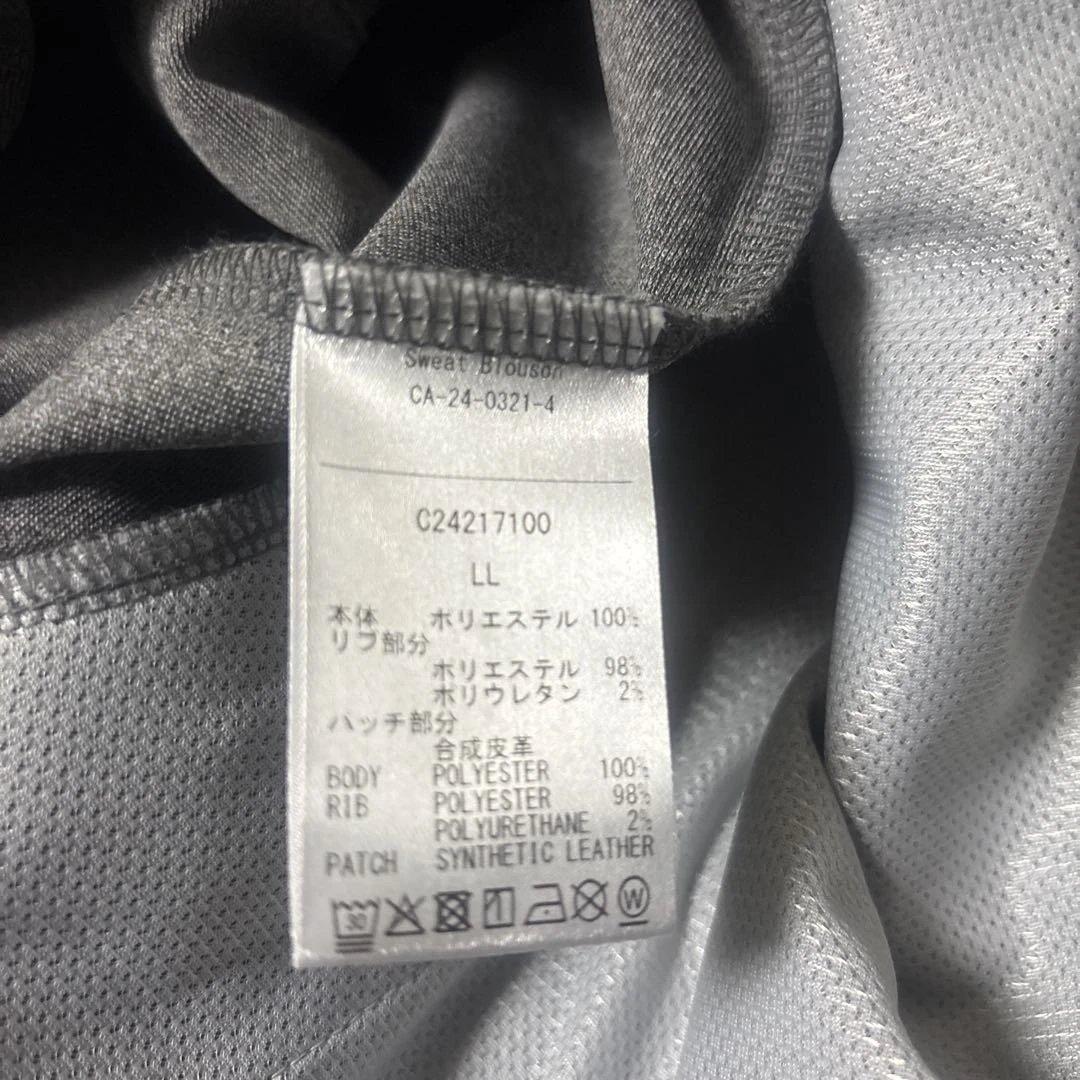 Sweat Blouson
CA-24-0321-4
C24217100
LL
本体 ポリエステル 100%
リブ部分
ポリエステル 98%
ポリウレタン 2%
パッチ部分
合成皮革
BODY POLYESTER 100%
RIB POLYESTER 98%
POLYURETHANE 2%
PATCH SYNTHETIC LEATHER
30 W